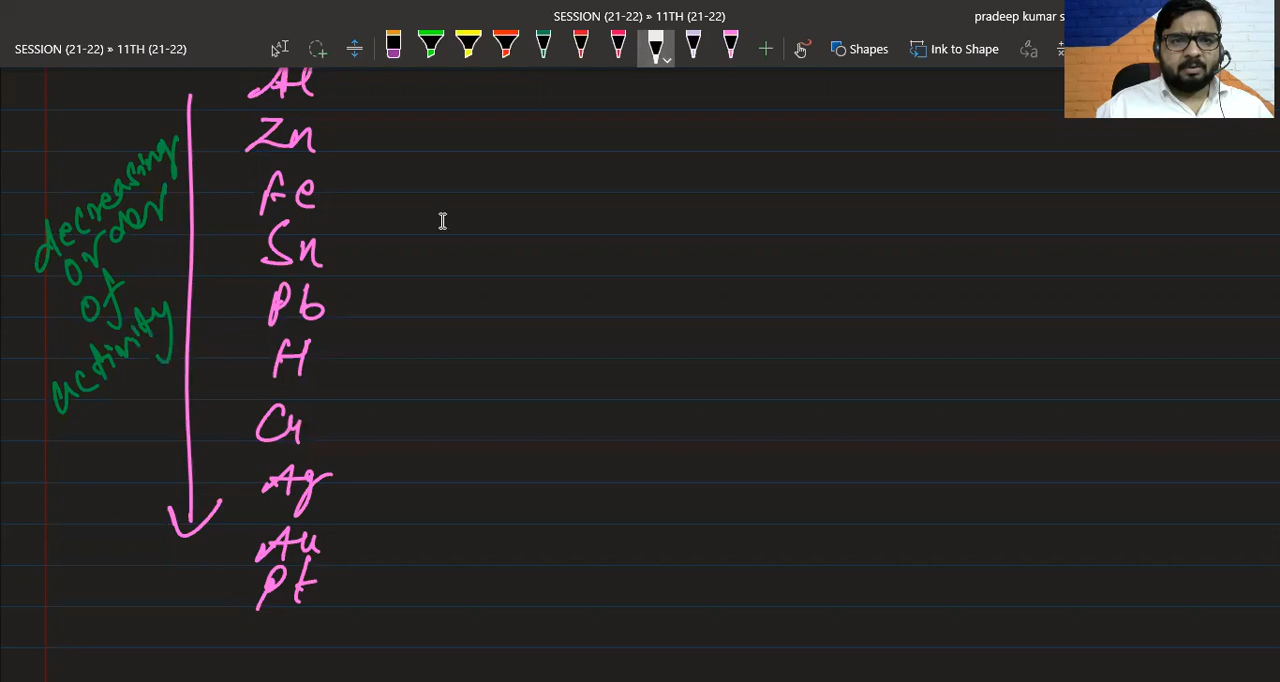 SESSION (21-22) » 11TH (21-22)
pradeep kumar s
SESSION (21-22) » 11TH (21-22)
Shapes
Ink to Shape
Al
Zn
Fe
Sn
Pb
H
Cu
Ag
Au
Pt
decreasing
order
of
activity